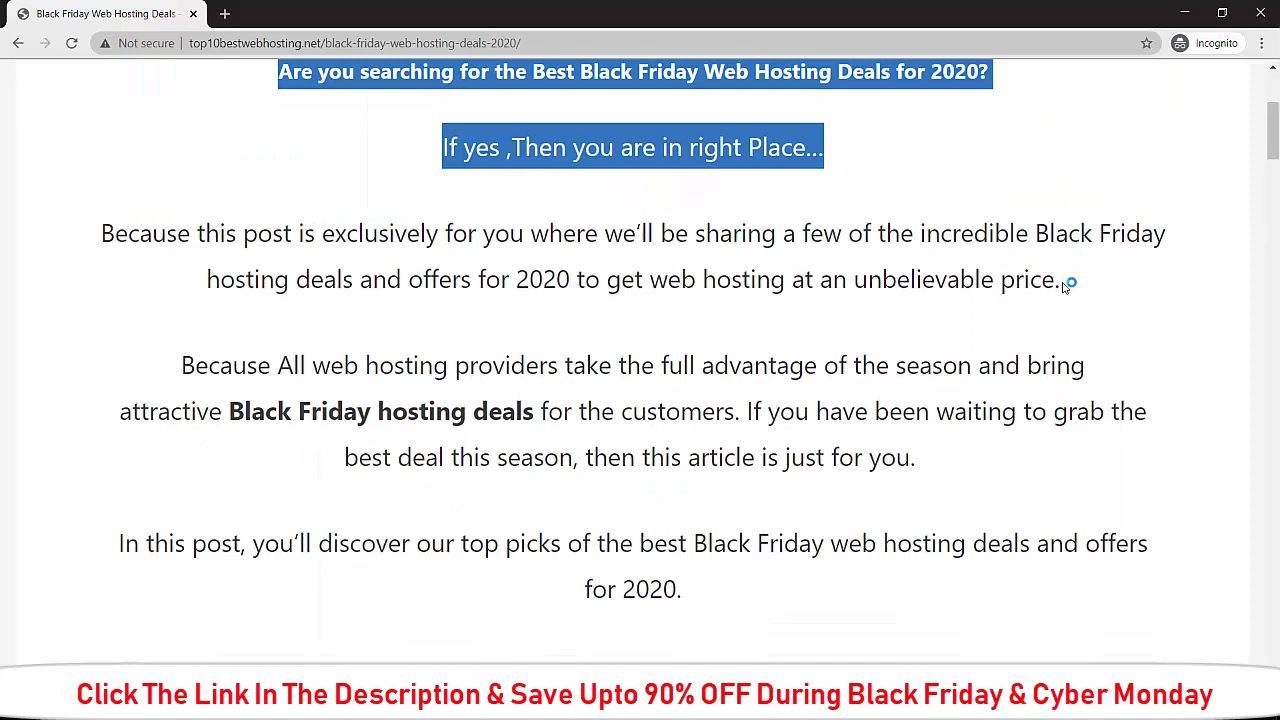 Black Friday Web Hosting Deals -
Not secure
top10bestwebhosting.net/black-friday-web-hosting-deals-2020/
Incognito
Are you searching for the Best Black Friday Web Hosting Deals for 2020?
If yes ,Then you are in right Place...
Because this post is exclusively for you where we’ll be sharing a few of the incredible Black Friday
hosting deals and offers for 2020 to get web hosting at an unbelievable price.
Because All web hosting providers take the full advantage of the season and bring
attractive Black Friday hosting deals for the customers. If you have been waiting to grab the
best deal this season, then this article is just for you.
In this post, you’ll discover our top picks of the best Black Friday web hosting deals and offers
for 2020.
Click The Link In The Description & Save Upto 90% OFF During Black Friday & Cyber Monday